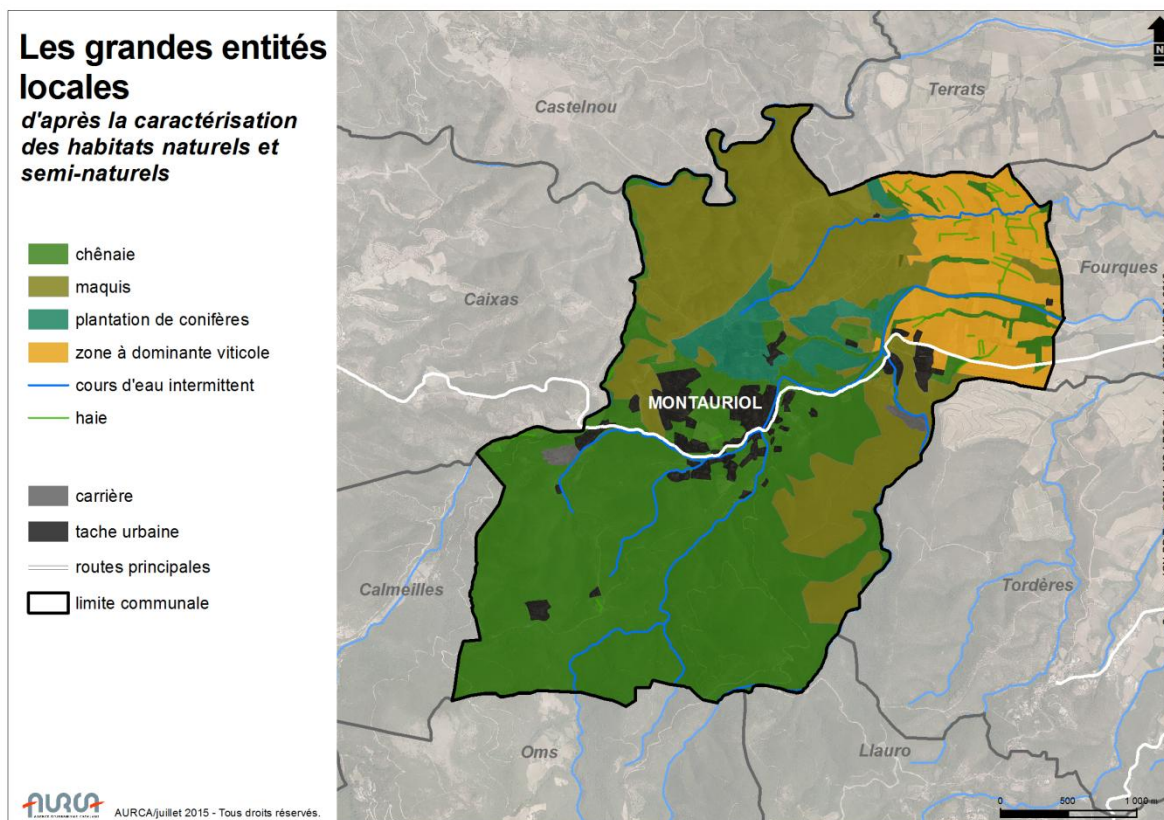 Les grandes entités
locales
d'après la caractérisation
des habitats naturels et
semi-naturels
chênaie
maquis
plantation de conifères
zone à dominante viticole
cours d'eau intermittent
haie
carrière
tache urbaine
routes principales
limite communale
AURCA
AURCA/juillet 2015 - Tous droits réservés.
N
Castelnou
Terrats
Caixas
Fourques
MONTAURIOL
Calmeilles
Tordères
Oms
Llauro
0 500 1 000 m